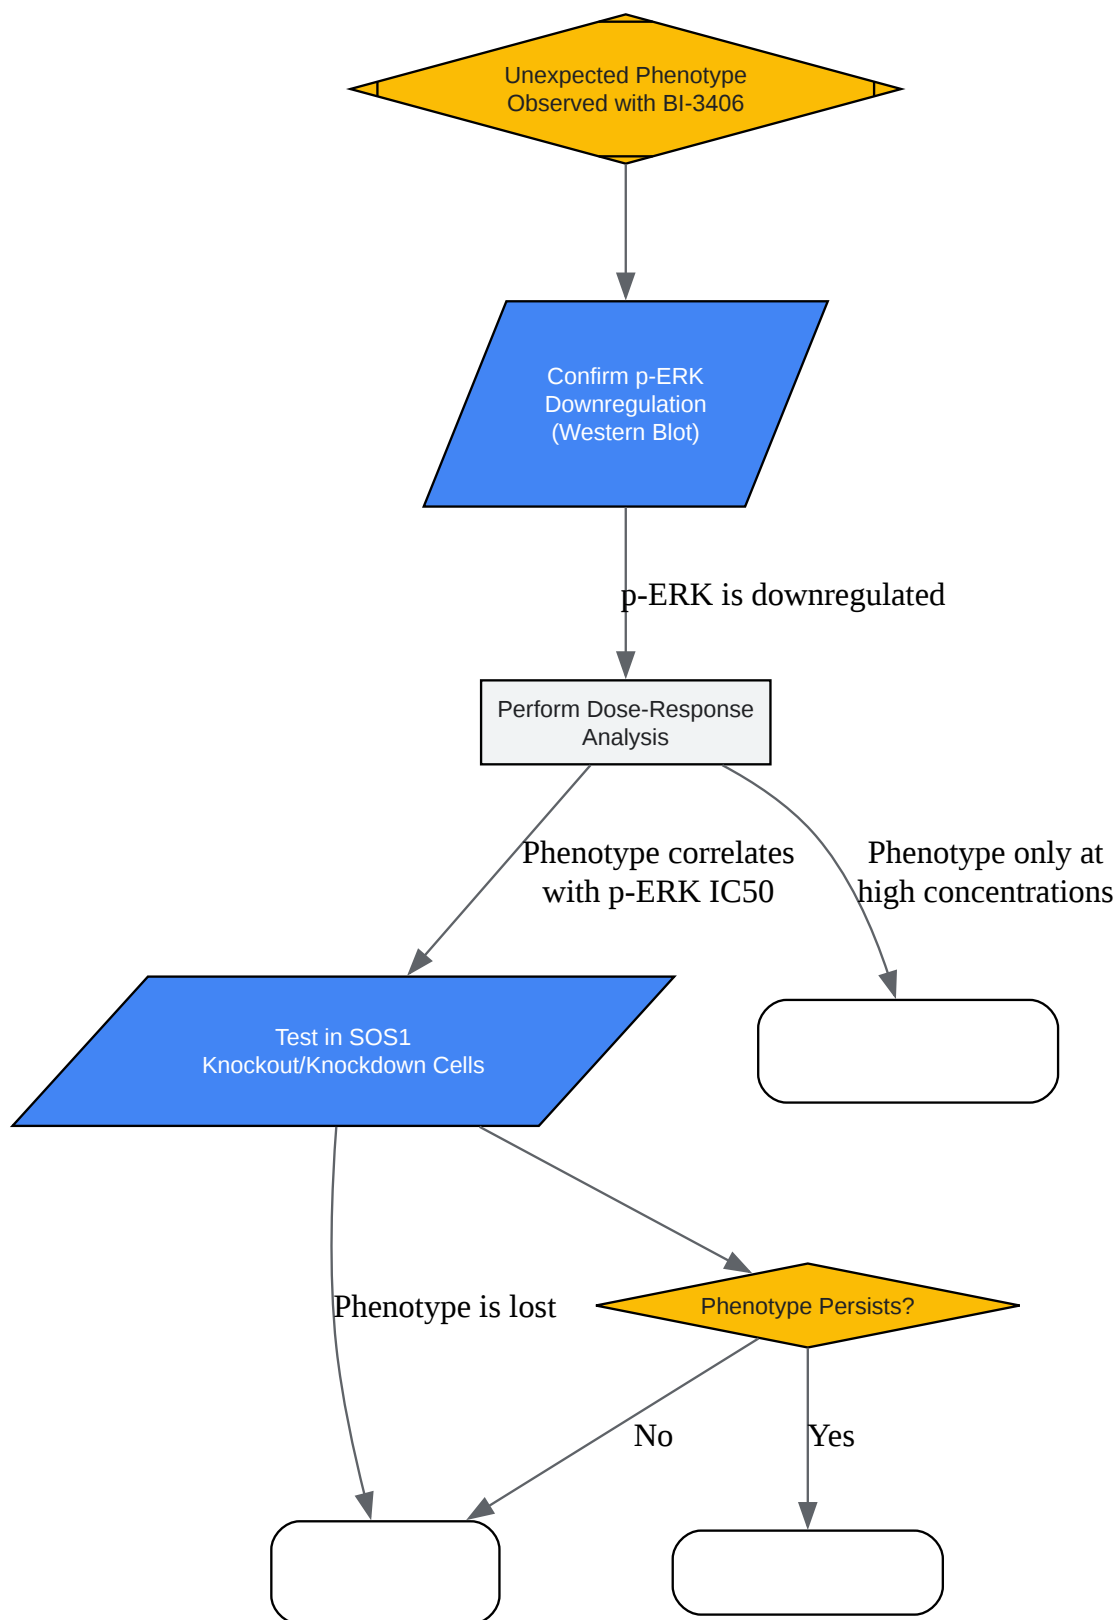 Unexpected Phenotype
Observed with BI-3406
Confirm p-ERK
Downregulation
(Western Blot)
p-ERK is downregulated
Perform Dose-Response
Analysis
Phenotype correlates
with p-ERK IC50
Phenotype only at
high concentrations
Test in SOS1
Knockout/Knockdown Cells
Phenotype is lost
Phenotype Persists?
No
Yes